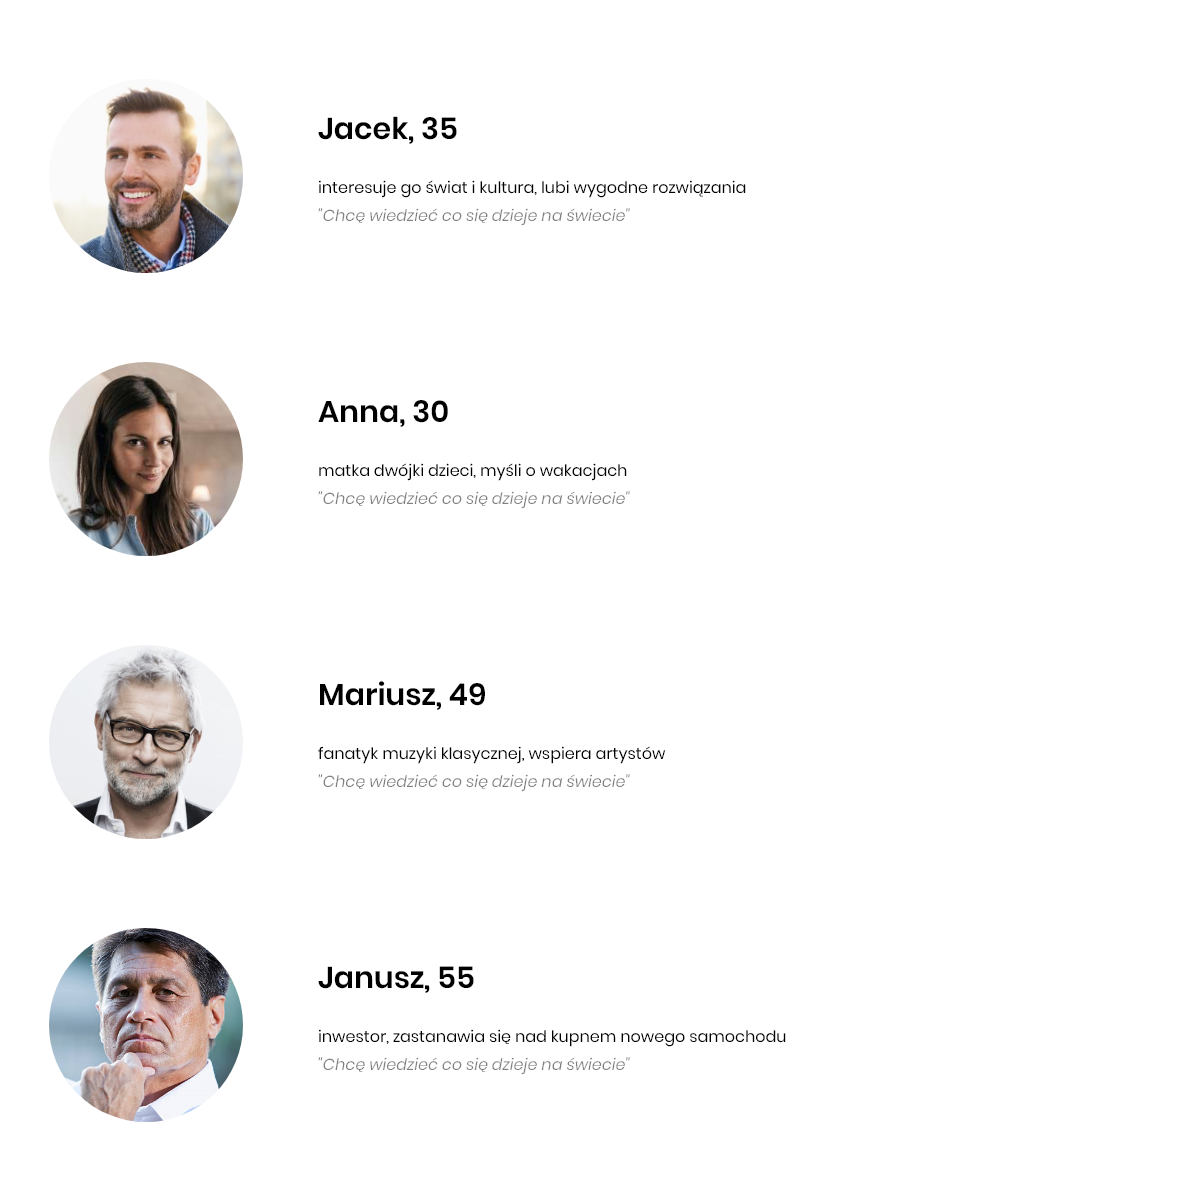 Jacek, 35
interesuje go świat i kultura, lubi wygodne rozwiązania
"Chcę wiedzieć co się dzieje na świecie"
Anna, 30
matka dwójki dzieci, myśli o wakacjach
"Chcę wiedzieć co się dzieje na świecie"
Mariusz, 49
fanatyk muzyki klasycznej, wspiera artystów
"Chcę wiedzieć co się dzieje na świecie"
Janusz, 55
inwestor, zastanawia się nad kupnem nowego samochodu
"Chcę wiedzieć co się dzieje na świecie"